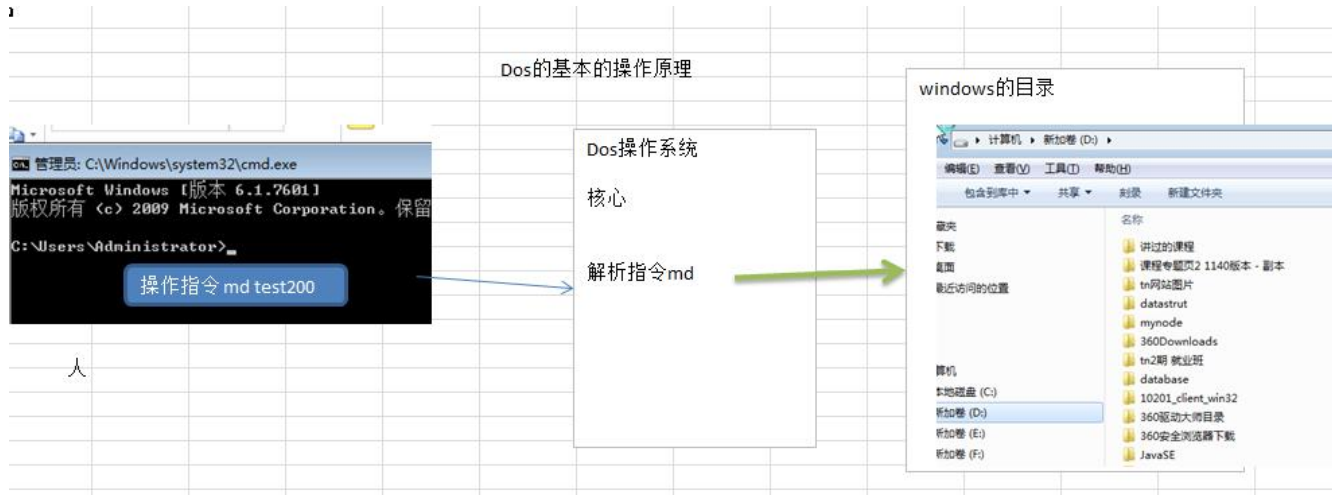 Dos的基本的操作原理
管理员: C:\Windows\system32\cmd.exe
Microsoft Windows [版本 6.1.7601]
版权所有 (c) 2009 Microsoft Corporation。保留
C:\Users\Administrator>_
操作指令 md test200
人
Dos操作系统
核心
解析指令md
windows的目录
计算机 新加卷 (D:)
编辑(E) 查看(V) 工具(T) 帮助(H)
包含到库中 共享 刻录 新建文件夹
藏夹
下载
桌面
最近访问的位置
算机
本地磁盘 (C:)
新加卷 (D:)
新加卷 (E:)
新加卷 (F:)
名称
讲过的课程
课程专题页2 1140版本 - 副本
tn网站图片
datastrut
mynode
360Downloads
tn2期 就业班
database
10201_client_win32
360驱动大师目录
360安全浏览器下载
JavaSE